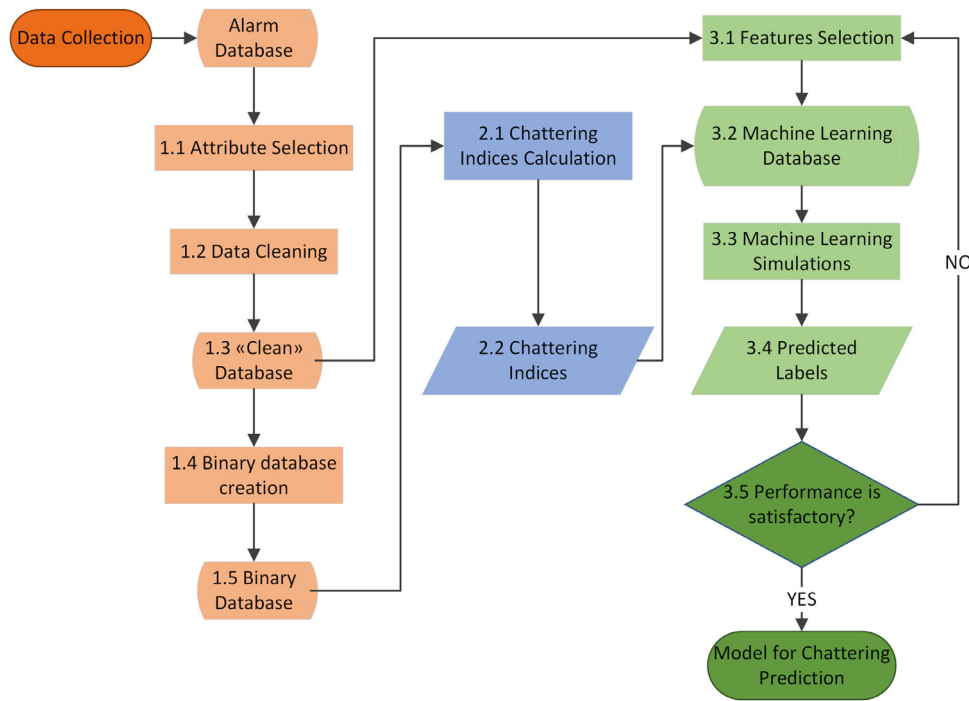 Data Collection
Alarm
Database
1.1 Attribute Selection
1.2 Data Cleaning
1.3 «Clean»
Database
1.4 Binary database
creation
1.5 Binary
Database
2.1 Chattering
Indices Calculation
2.2 Chattering
Indices
3.1 Features Selection
3.2 Machine Learning
Database
3.3 Machine Learning
Simulations
3.4 Predicted
Labels
3.5 Performance is
satisfactory?
NO
YES
Model for Chattering
Prediction